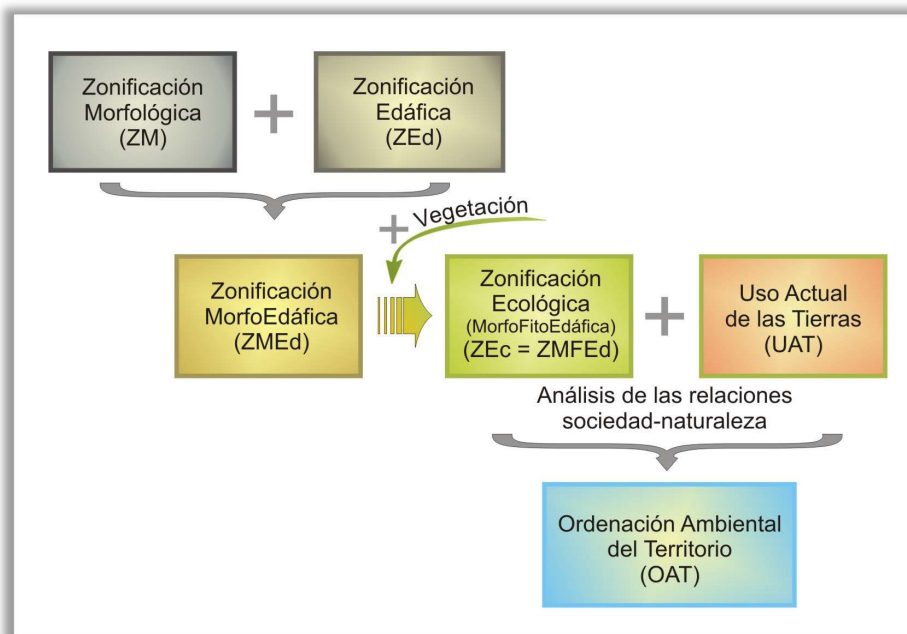 Zonificación
Morfológica
(ZM)
+
Zonificación
Edáfica
(ZEd)
+ Vegetación
Zonificación
MorfoEdáfica
(ZMEd)
Zonificación
Ecológica
(MorfoFitoEdáfica)
(ZEc = ZMFEd)
+
Uso Actual
de las Tierras
(UAT)
Análisis de las relaciones
sociedad-naturaleza
Ordenación Ambiental
del Territorio
(OAT)